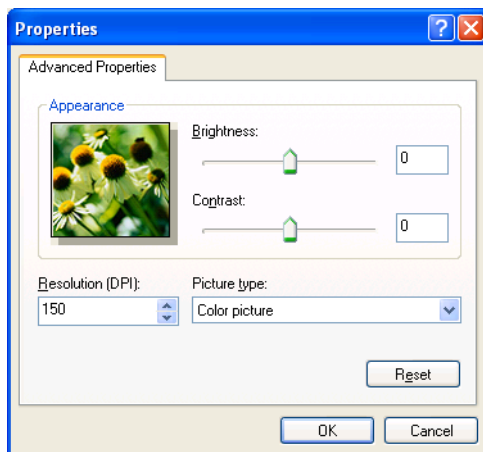 Properties
Advanced Properties
Appearance
Brightness:
0
Contrast:
0
Resolution (DPI):
Picture type:
150
Color picture
Reset
OK
Cancel